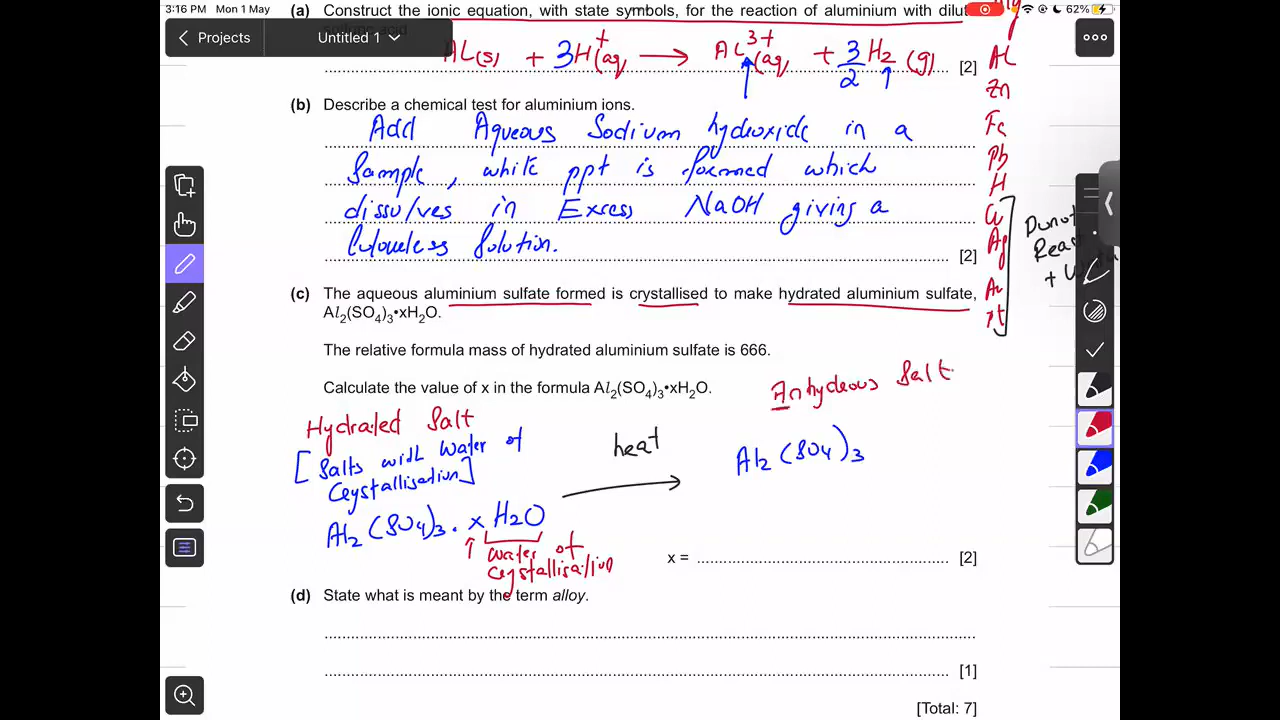 3:16 PM Mon 1 May
62%
(a) Construct the ionic equation, with state symbols, for the reaction of aluminium with dilut
Projects
Untitled 1
AL(s) + 3H+(aq) → AL3+(aq) + 3/2 H2 (g) [2]
(b) Describe a chemical test for aluminium ions.
Add Aqueous Sodium hydroxide in a
Sample, white ppt is formed which
dissolves in Excess NaOH giving a
Colourless Solution. [2]
AL
Zn
Fe
Pb
H
Cu
Ag
Au
Pt
Donot
React
+
(c) The aqueous aluminium sulfate formed is crystallised to make hydrated aluminium sulfate,
Al2(SO4)3•xH2O.
The relative formula mass of hydrated aluminium sulfate is 666.
Calculate the value of x in the formula Al2(SO4)3•xH2O.
Anhydrous Salt
Hydrated Salt
[Salts with Water of
Crystallisation]
heat
Al2(SO4)3
Al2(SO4)3 . x H2O
Water of
Crystallisation
x = [2]
(d) State what is meant by the term alloy.
[1]
[Total: 7]